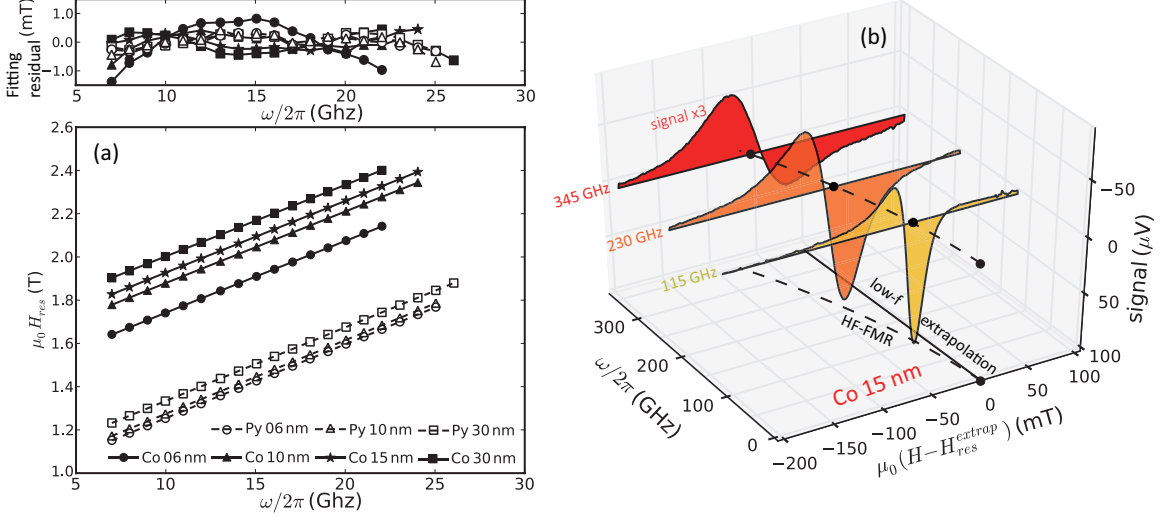 Fitting
residual (mT)
1.0
0.0
−1.0
5 10 15 20 25 30
ω/2π (Ghz)
(a)
μ₀ H_res (T)
2.6
2.4
2.2
2.0
1.8
1.6
1.4
1.2
1.0
Py 06 nm Py 10 nm Py 30 nm
Co 06 nm Co 10 nm Co 15 nm Co 30 nm
5 10 15 20 25 30
ω/2π (Ghz)
(b)
signal x3
345 GHz
230 GHz
115 GHz
low-f extrapolation
HF-FMR
Co 15 nm
−50
0
50
100
signal (μV)
300
200
100
0
ω/2π (GHz)
−200 −150 −100 −50 0 50 100
μ₀(H−H_res^extrap) (mT)